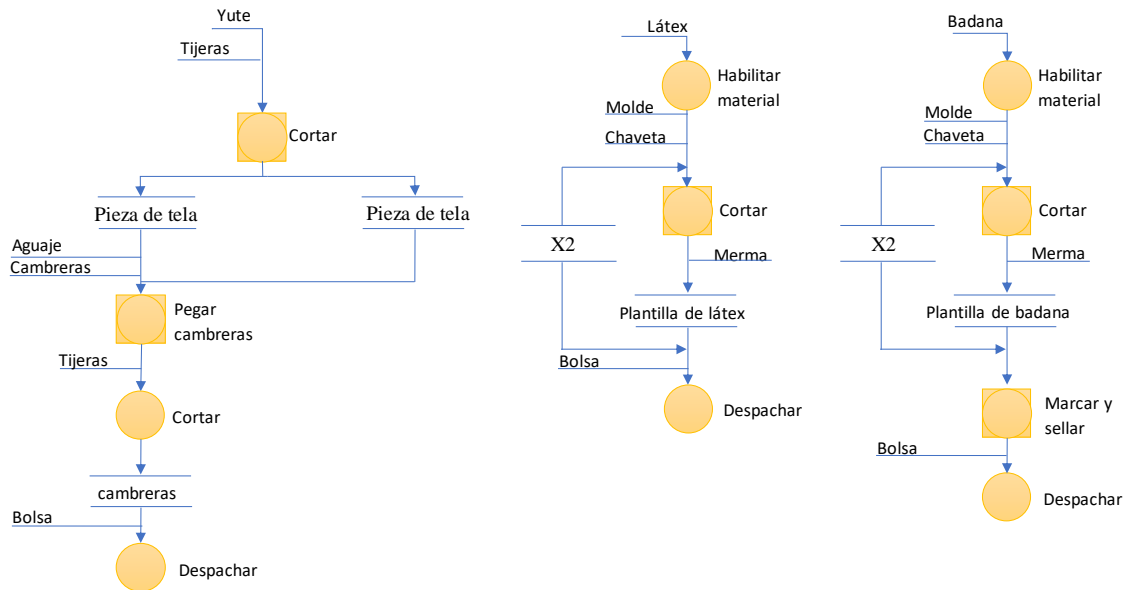 Yute
Tijeras
Cortar
Pieza de tela
Pieza de tela
Aguaje
Cambreras
Pegar
cambreras
Tijeras
Cortar
cambreras
Bolsa
Despachar
Látex
Habilitar
material
Molde
Chaveta
Cortar
X2
Merma
Plantilla de látex
Bolsa
Despachar
Badana
Habilitar
material
Molde
Chaveta
Cortar
X2
Merma
Plantilla de badana
Marcar y
sellar
Bolsa
Despachar